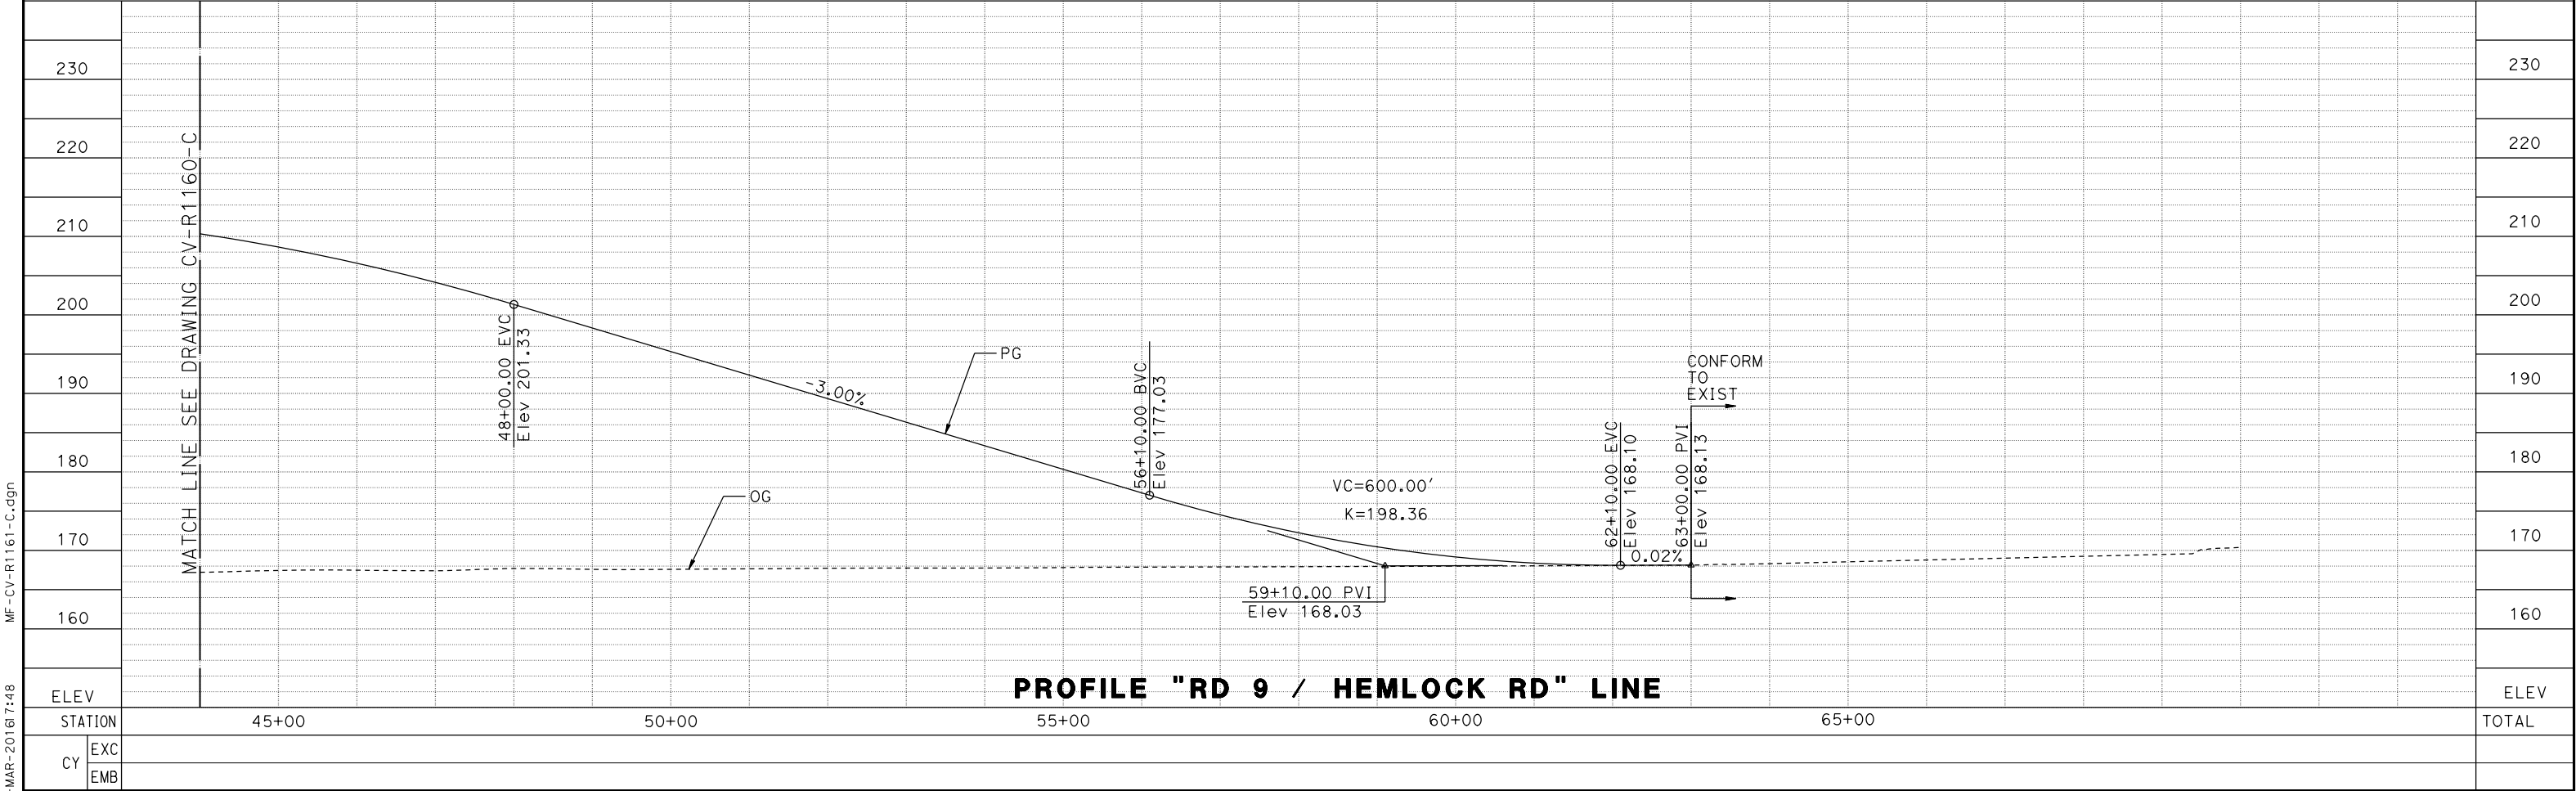 230
220
210
200
190
180
170
160
ELEV
MATCH LINE SEE DRAWING CV-R1160-C
48+00.00 EVC
Elev 201.33
-3.00%
PG
OG
56+10.00 BVC
Elev 177.03
VC=600.00'
K=198.36
59+10.00 PVI
Elev 168.03
62+10.00 EVC
Elev 168.10
0.02%
63+00.00 PVI
Elev 168.13
CONFORM
TO
EXIST
230
220
210
200
190
180
170
160
ELEV
PROFILE "RD 9 / HEMLOCK RD" LINE
STATION 45+00 50+00 55+00 60+00 65+00 TOTAL
CY
EXC
EMB
MF-CV-R1161-C.dgn
-MAR-2016 17:48